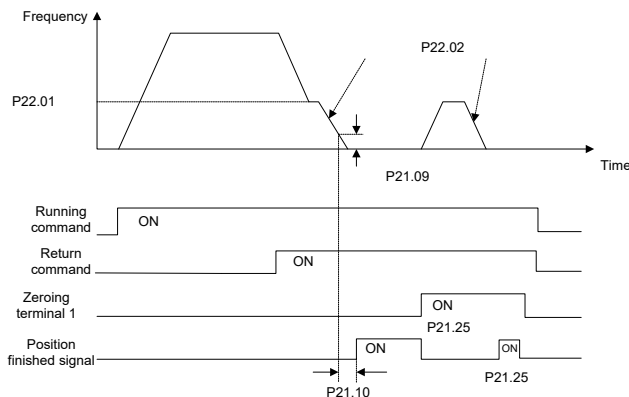 Frequency
P22.02
P22.01
Time
P21.09
Running
command
ON
Return
command
ON
Zeroing
terminal 1
ON
P21.25
Position
finished signal
ON
ON
P21.25
P21.10